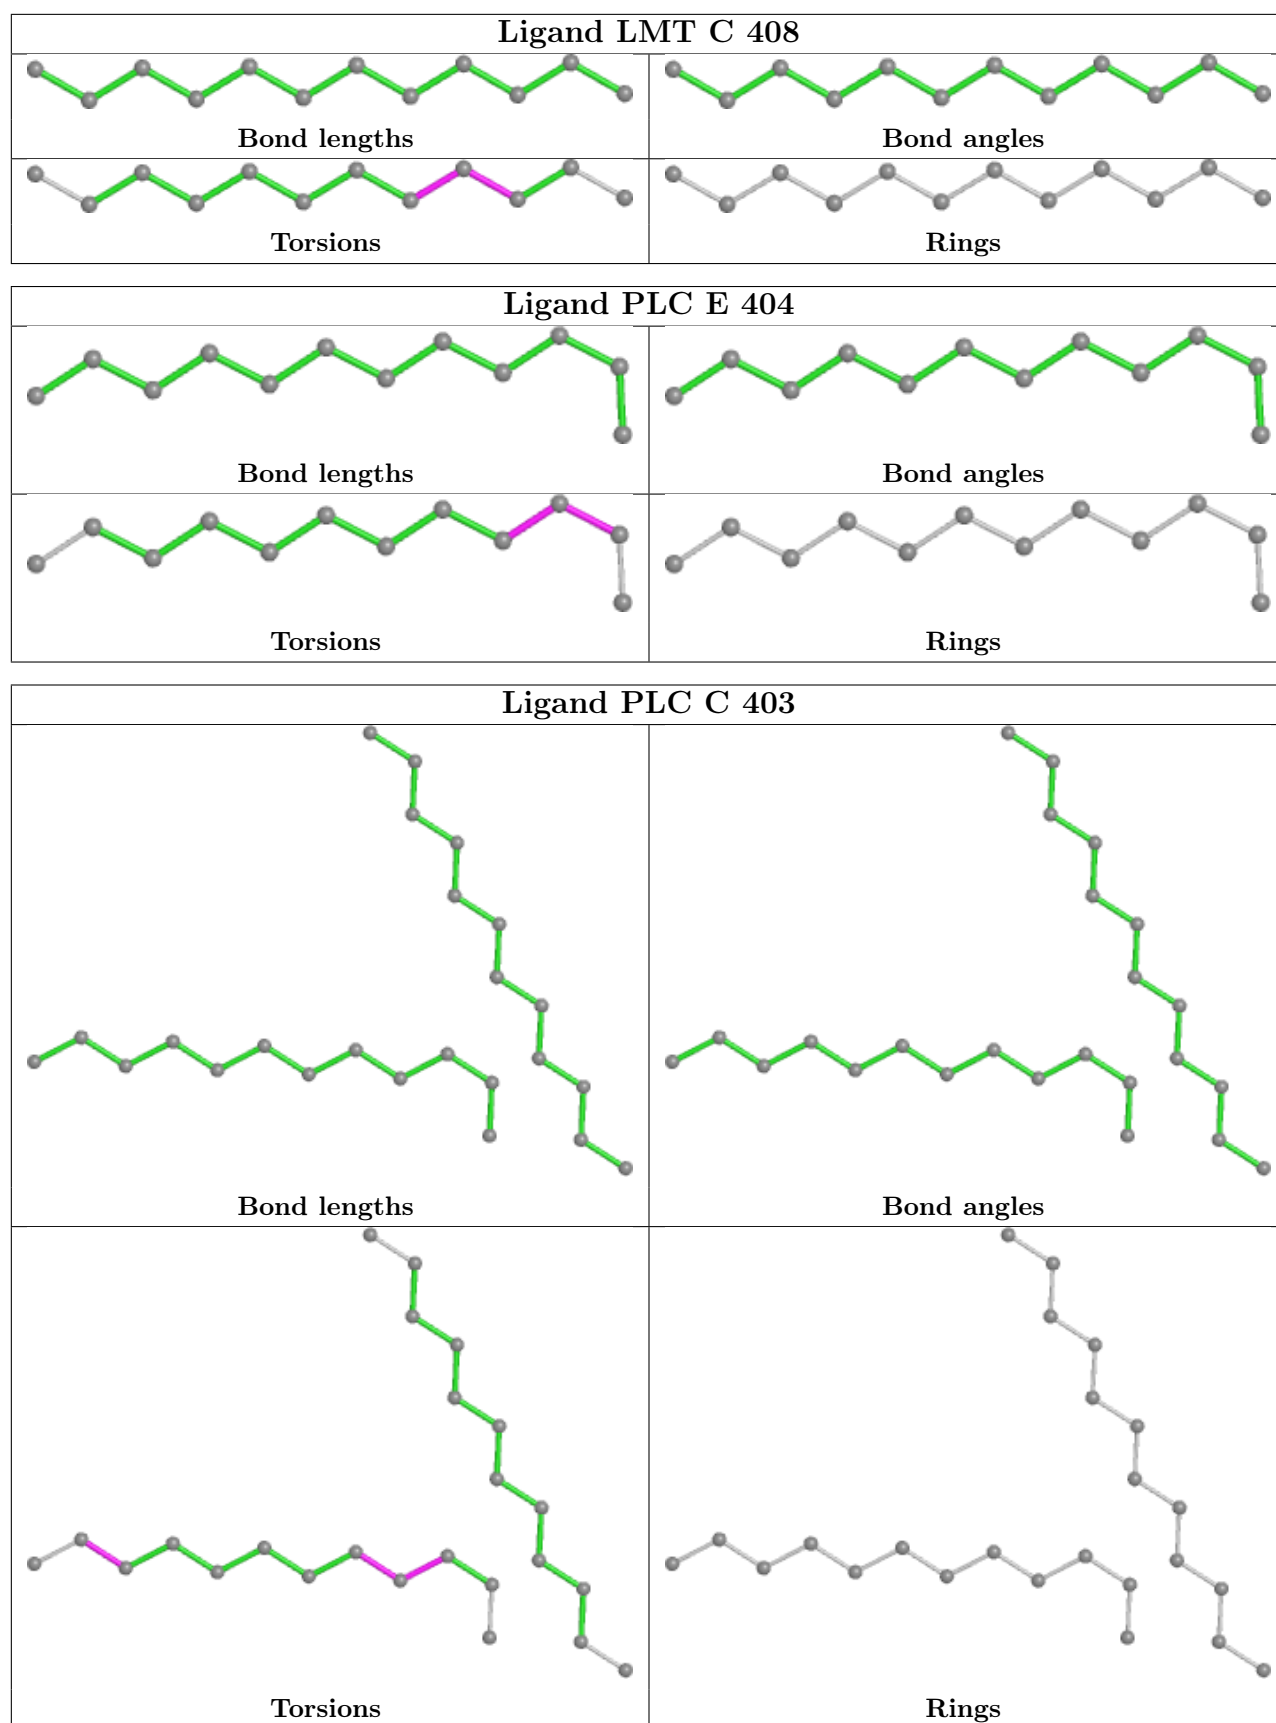 Ligand LMT C 408
Bond lengths
Bond angles
Torsions
Rings
Ligand PLC E 404
Bond lengths
Bond angles
Torsions
Rings
Ligand PLC C 403
Bond lengths
Bond angles
Torsions
Rings